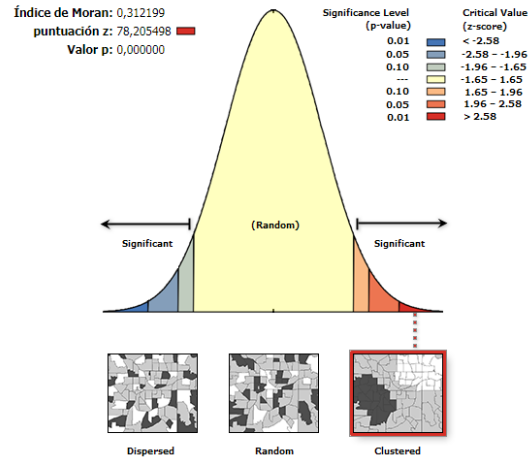 Índice de Moran: 0,312199
puntuación z: 78,205498
Valor p: 0,000000
Significance Level
(p-value)
Critical Value
(z-score)
0.01 < -2.58
0.05 -2.58 – -1.96
0.10 -1.96 – -1.65
--- -1.65 – 1.65
0.10 1.65 – 1.96
0.05 1.96 – 2.58
0.01 > 2.58
Significant
(Random)
Significant
Dispersed
Random
Clustered